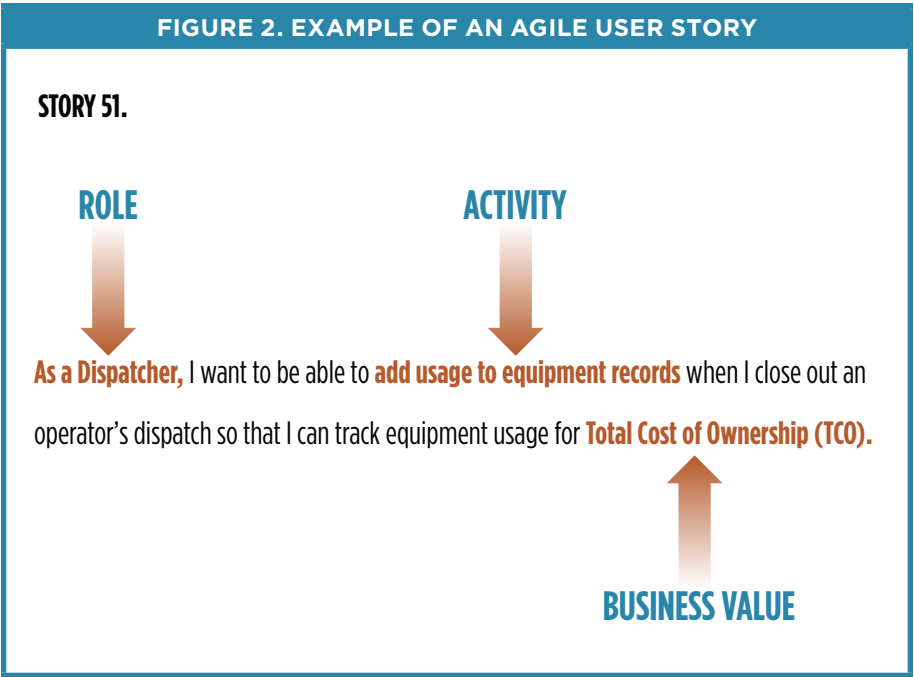 FIGURE 2. EXAMPLE OF AN AGILE USER STORY
STORY 51.
ROLE
ACTIVITY
As a Dispatcher, I want to be able to add usage to equipment records when I close out an
operator’s dispatch so that I can track equipment usage for Total Cost of Ownership (TCO).
BUSINESS VALUE